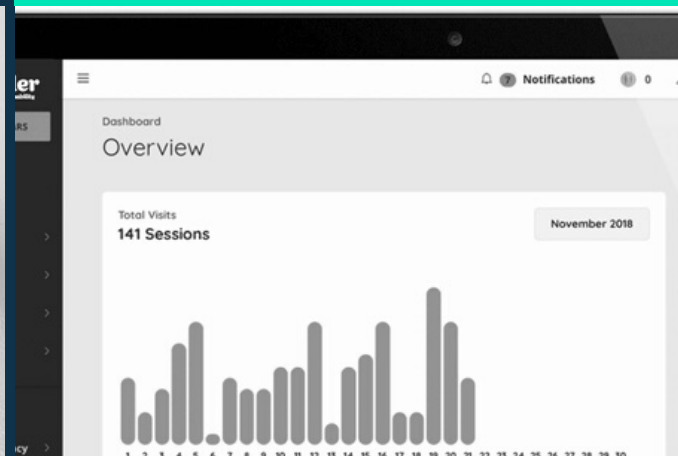 7 Notifications 0
Dashboard
Overview
Total Visits
141 Sessions
November 2018
1 2 3 4 5 6 7 8 9 10 11 12 13 14 15 16 17 18 19 20 21 22 23 24 25 26 27 28 29 30